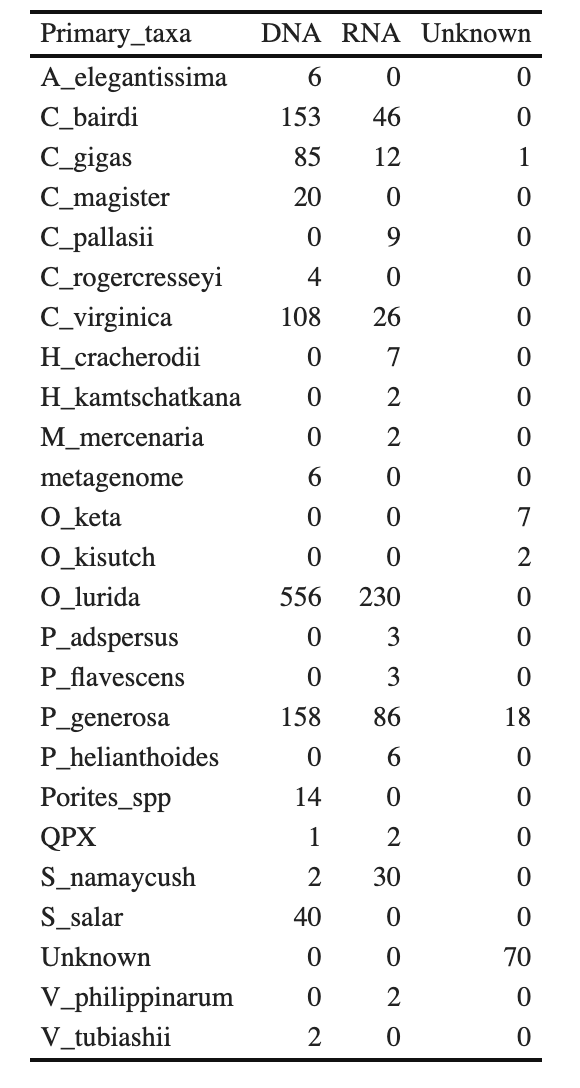 Primary_taxa DNA RNA Unknown
A_elegantissima 6 0 0
C_bairdi 153 46 0
C_gigas 85 12 1
C_magister 20 0 0
C_pallasii 0 9 0
C_rogercresseyi 4 0 0
C_virginica 108 26 0
H_cracherodii 0 7 0
H_kamtschatkana 0 2 0
M_mercenaria 0 2 0
metagenome 6 0 0
O_keta 0 0 7
O_kisutch 0 0 2
O_lurida 556 230 0
P_adspersus 0 3 0
P_flavescens 0 3 0
P_generosa 158 86 18
P_helianthoides 0 6 0
Porites_spp 14 0 0
QPX 1 2 0
S_namaycush 2 30 0
S_salar 40 0 0
Unknown 0 0 70
V_philippinarum 0 2 0
V_tubiashii 2 0 0